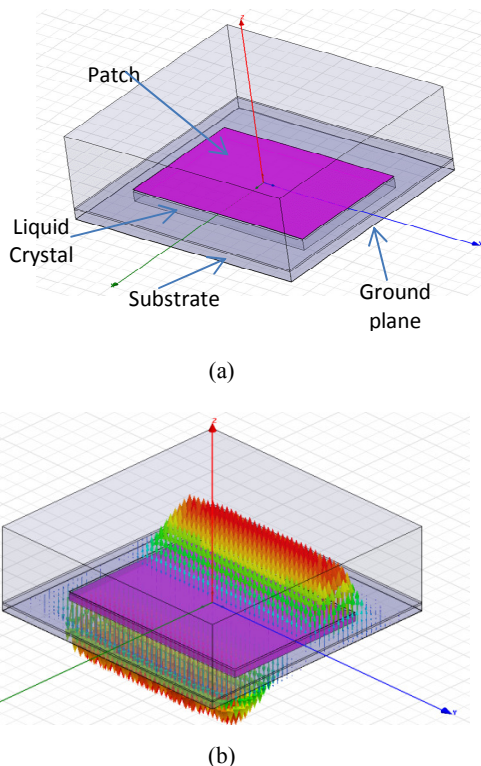 Z
Patch
Liquid
Crystal
Substrate
Ground
plane
(a)
Z
Y
(b)